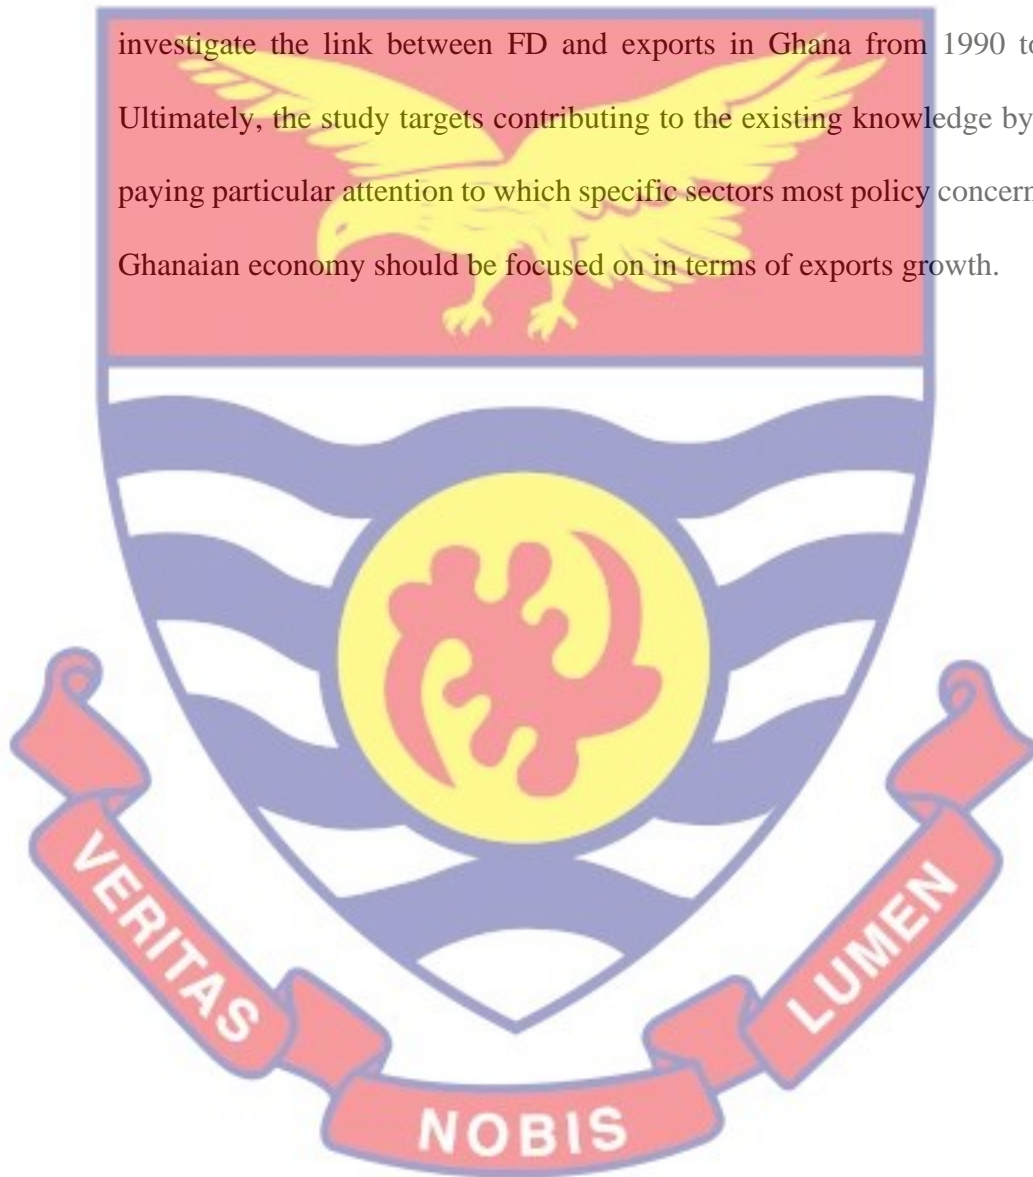 investigate the link between FD and exports in Ghana from 1990 to
Ultimately, the study targets contributing to the existing knowledge by
paying particular attention to which specific sectors most policy concern
Ghanaian economy should be focused on in terms of exports growth.
VERITAS
NOBIS
LUMEN